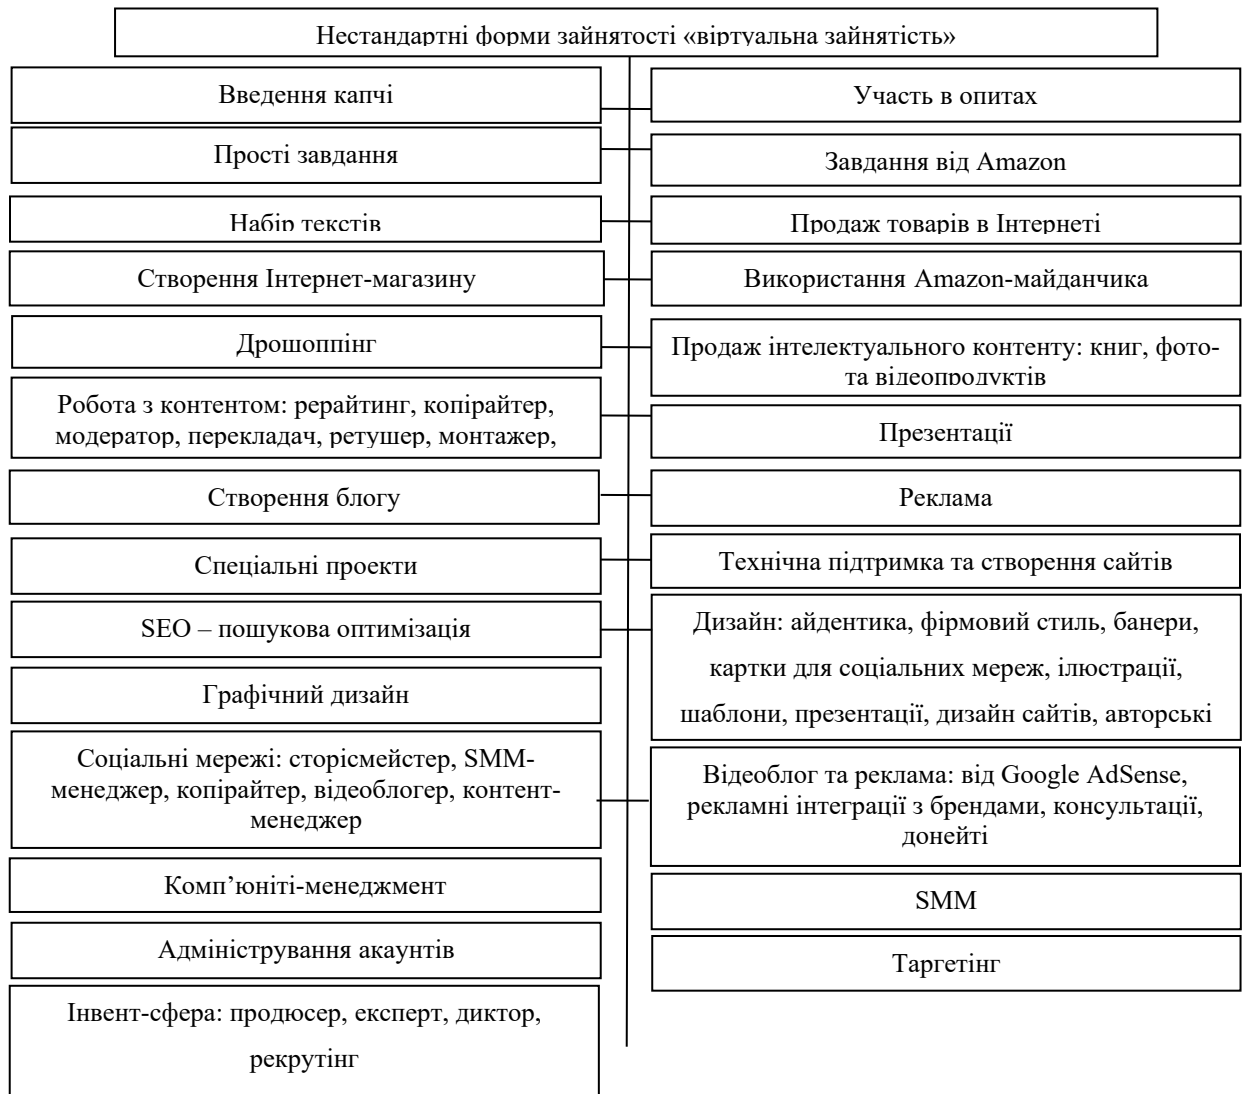 Нестандартні форми зайнятості «віртуальна зайнятість»
Введення капчі
Участь в опитах
Прості завдання
Завдання від Amazon
Набір текстів
Продаж товарів в Інтернеті
Створення Інтернет-магазину
Використання Amazon-майданчика
Дрошоппінг
Продаж інтелектуального контенту: книг, фото-
та відеопродуктів
Робота з контентом: рерайтинг, копірайтер,
модератор, перекладач, ретушер, монтажер,
Презентації
Створення блогу
Реклама
Спеціальні проекти
Технічна підтримка та створення сайтів
SEO – пошукова оптимізація
Дизайн: айдентика, фірмовий стиль, банери,
картки для соціальних мереж, ілюстрації,
шаблони, презентації, дизайн сайтів, авторські
Графічний дизайн
Соціальні мережі: сторісмейстер, SMM-
менеджер, копірайтер, відеоблогер, контент-
менеджер
Відеоблог та реклама: від Google AdSense,
рекламні інтеграції з брендами, консультації,
донейті
Комп’юніті-менеджмент
SMM
Адміністрування акаунтів
Таргетінг
Інвент-сфера: продюсер, експерт, диктор,
рекрутінг